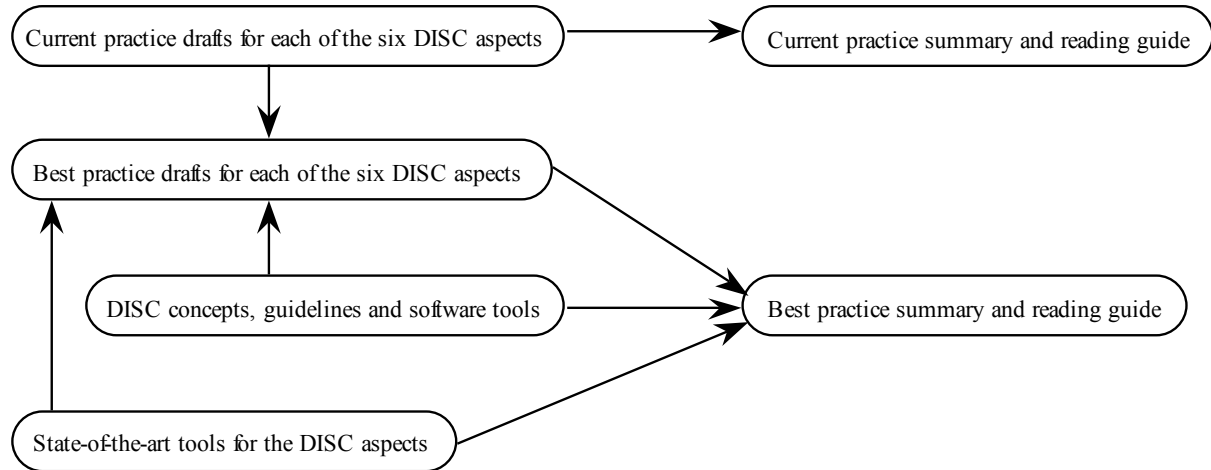 Current practice drafts for each of the six DISC aspects
Current practice summary and reading guide
Best practice drafts for each of the six DISC aspects
DISC concepts, guidelines and software tools
Best practice summary and reading guide
State-of-the-art tools for the DISC aspects